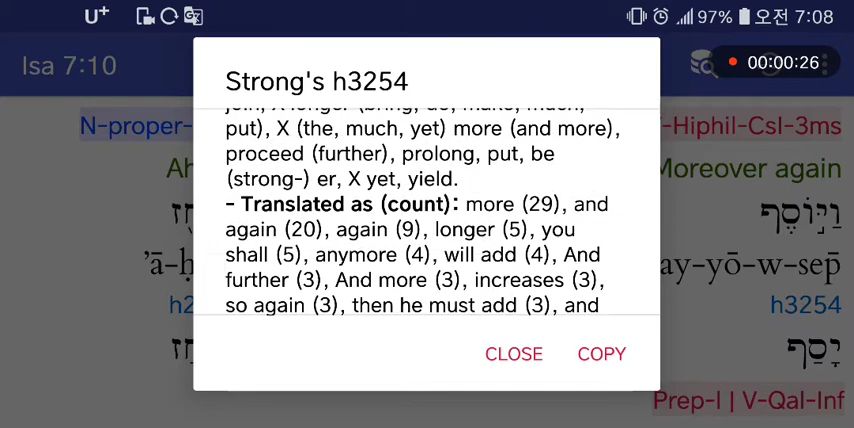 U+ 97% 오전 7:08
Isa 7:10
00:00:26
Strong's h3254
put), X (the, much, yet) more (and more),
proceed (further), prolong, put, be
(strong-) er, X yet, yield.
- Translated as (count): more (29), and
again (20), again (9), longer (5), you
shall (5), anymore (4), will add (4), And
further (3), And more (3), increases (3),
so again (3), then he must add (3), and
CLOSE COPY
N-proper-
Hiphil-CsI-3ms
Ah
Moreover again
וַיּ֣וֹסֶף
’ā-ḥ
ay-yō-w-sep̄
h2
h3254
יָסַף
Prep-l | V-Qal-Inf